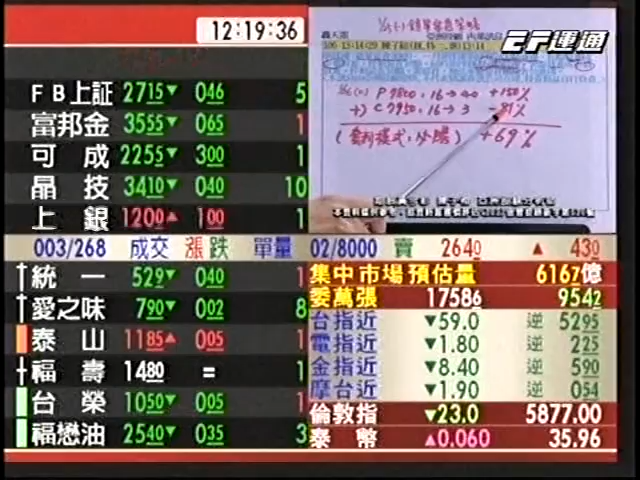 12:19:36
EF運通
FB上証 2715▼ 046 5
富邦金 3555▼ 065 1
可成 2255▼ 300 1
晶技 3410▼ 040 10
上銀 1200▲ 100 1
P 7800 : 16→40 +150%
+) C 7950 : 16→3 -81%
+69%
003/268 成交 漲跌 單量 02/8000 賣 2640 ▲ 430
統一 529▼ 040 1
集中市場預估量 6167億
愛之味 790▼ 002 8
委萬張 17586 9542
泰山 1185▲ 005 1
台指近 ▼59.0 逆 5295
電指近 ▼1.80 逆 225
福壽 1480 = 1
金指近 ▼8.40 逆 590
台榮 1050▼ 005 1
摩台近 ▼1.90 逆 054
倫敦指 ▼23.0 5877.00
福懋油 2540▼ 035 3
泰幣 ▲0.060 35.96